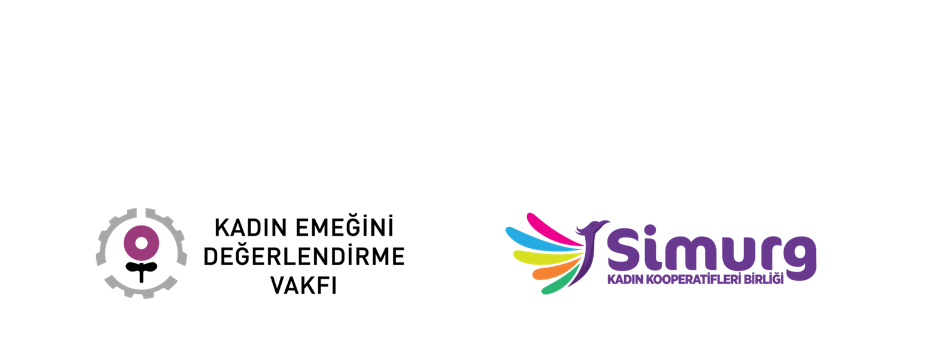 KADIN EMEĞİNİ
DEĞERLENDİRME
VAKFI
Simurg
KADIN KOOPERATİFLERİ BİRLİĞİ